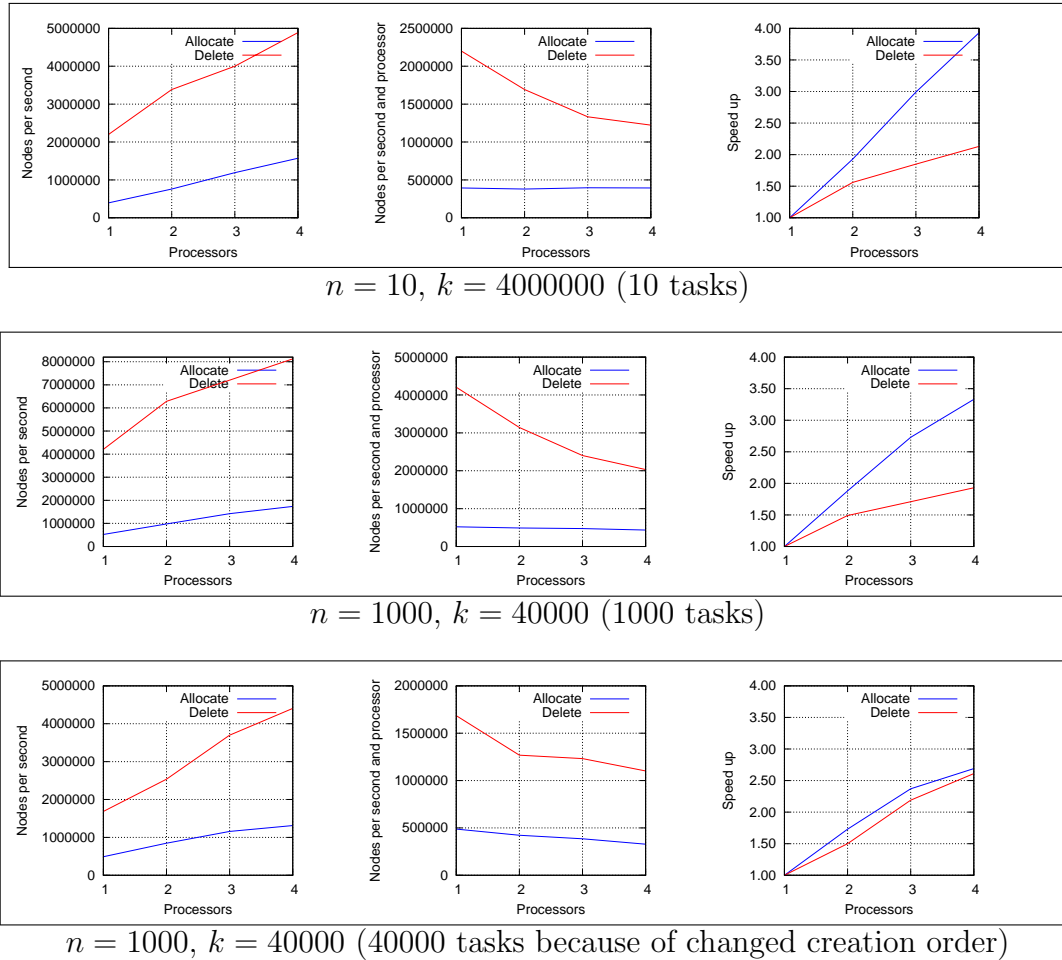 5000000
4000000
3000000
2000000
1000000
0
Nodes per second
Allocate
Delete
1 2 3 4
Processors
2500000
2000000
1500000
1000000
500000
0
Nodes per second and processor
Allocate
Delete
1 2 3 4
Processors
4.00
3.50
3.00
2.50
2.00
1.50
1.00
Speed up
Allocate
Delete
1 2 3 4
Processors
n = 10, k = 4000000 (10 tasks)
8000000
7000000
6000000
5000000
4000000
3000000
2000000
1000000
0
Nodes per second
Allocate
Delete
1 2 3 4
Processors
5000000
4000000
3000000
2000000
1000000
0
Nodes per second and processor
Allocate
Delete
1 2 3 4
Processors
4.00
3.50
3.00
2.50
2.00
1.50
1.00
Speed up
Allocate
Delete
1 2 3 4
Processors
n = 1000, k = 40000 (1000 tasks)
5000000
4000000
3000000
2000000
1000000
0
Nodes per second
Allocate
Delete
1 2 3 4
Processors
2000000
1500000
1000000
500000
0
Nodes per second and processor
Allocate
Delete
1 2 3 4
Processors
4.00
3.50
3.00
2.50
2.00
1.50
1.00
Speed up
Allocate
Delete
1 2 3 4
Processors
n = 1000, k = 40000 (40000 tasks because of changed creation order)